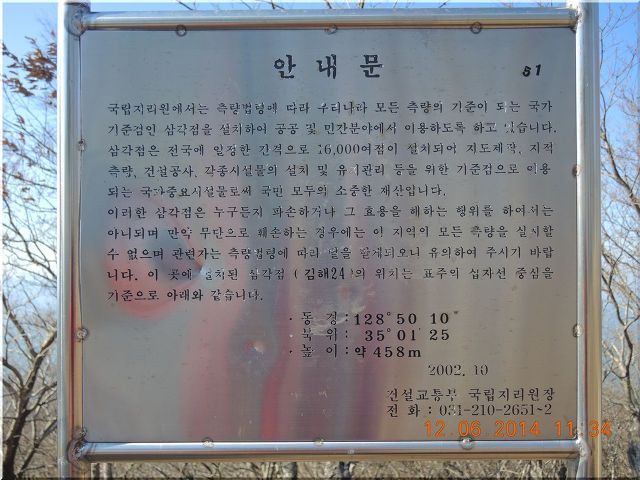 안 내 문
81
국립지리원에서는 측량법령에 따라 우리나라 모든 측량의 기준이 되는 국가
기준점인 삼각점을 설치하여 공공 및 민간분야에서 이용하도록 하고 있습니다.
삼각점은 전국에 일정한 간격으로 16,000여점이 설치되어 지도제작, 지적
측량, 건설공사, 각종시설물의 설치 및 유지관리 등을 위한 기준점으로 이용
되는 국가중요시설물로써 국민 모두의 소중한 재산입니다.
이러한 삼각점은 누구든지 파손하거나 그 효용을 해하는 행위를 하여서는
아니되며 만약 무단으로 훼손하는 경우에는 이 지역의 모든 측량을 실시할
수 없으며 관련자는 측량법령에 따라 벌을 받게되오니 유의하여 주시기 바랍
니다. 이 곳에 설치된 삼각점 (김해24)의 위치는 표주의 십자선 중심을
기준으로 아래와 같습니다.
· 동 경 : 128° 50 10
· 북 위 : 35° 01 25
· 높 이 : 약 458m
2002. 10
건설교통부 국립지리원장
전 화 : 031-210-2651~2
12.06.2014 11:34